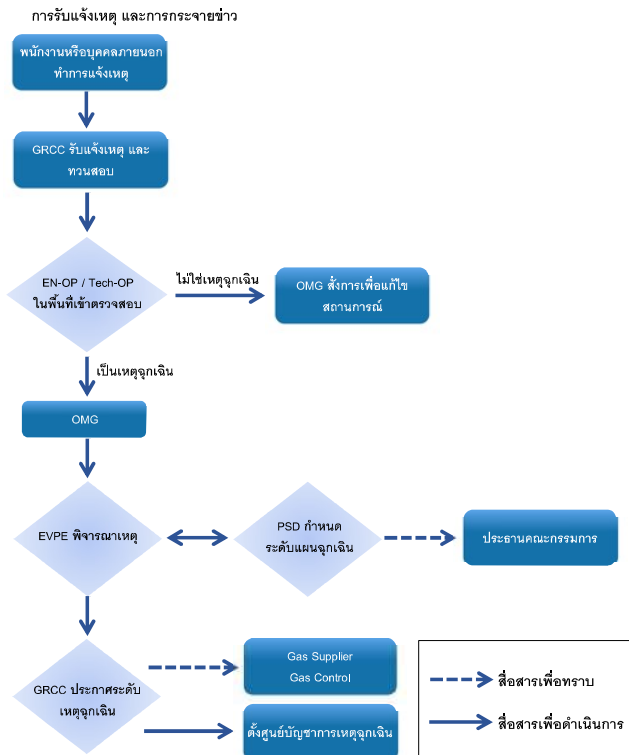 การรับแจ้งเหตุ และการกระจายข่าว
พนักงานหรือบุคคลภายนอก
ทำการแจ้งเหตุ
GRCC รับแจ้งเหตุ และ
ทวนสอบ
EN-OP / Tech-OP
ในพื้นที่เข้าตรวจสอบ
ไม่ใช่เหตุฉุกเฉิน
OMG สั่งการเพื่อแก้ไข
สถานการณ์
เป็นเหตุฉุกเฉิน
OMG
EVPE พิจารณาเหตุ
PSD กำหนด
ระดับแผนฉุกเฉิน
ประธานคณะกรรมการ
GRCC ประกาศระดับ
เหตุฉุกเฉิน
Gas Supplier
Gas Control
ตั้งศูนย์บัญชาการเหตุฉุกเฉิน
สื่อสารเพื่อทราบ
สื่อสารเพื่อดำเนินการ